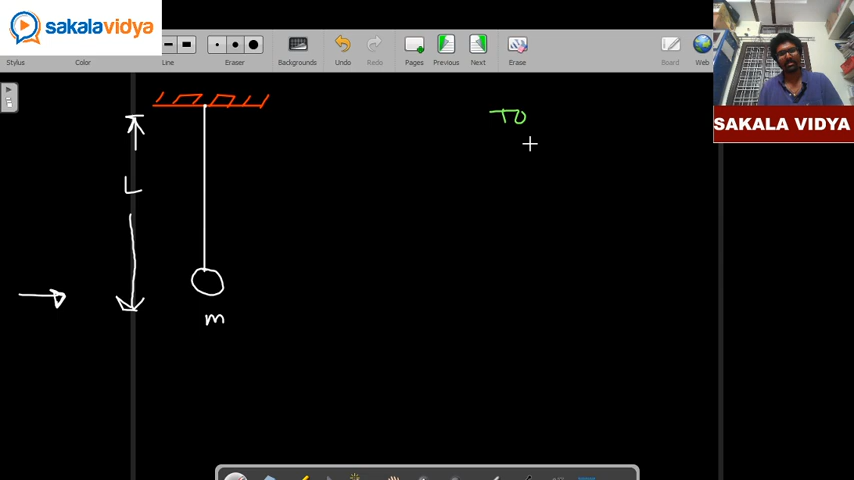 sakalavidya
Stylus Color Line Eraser Backgrounds Undo Redo Pages Previous Next Erase Board Web
SAKALA VIDYA
TO
L
m